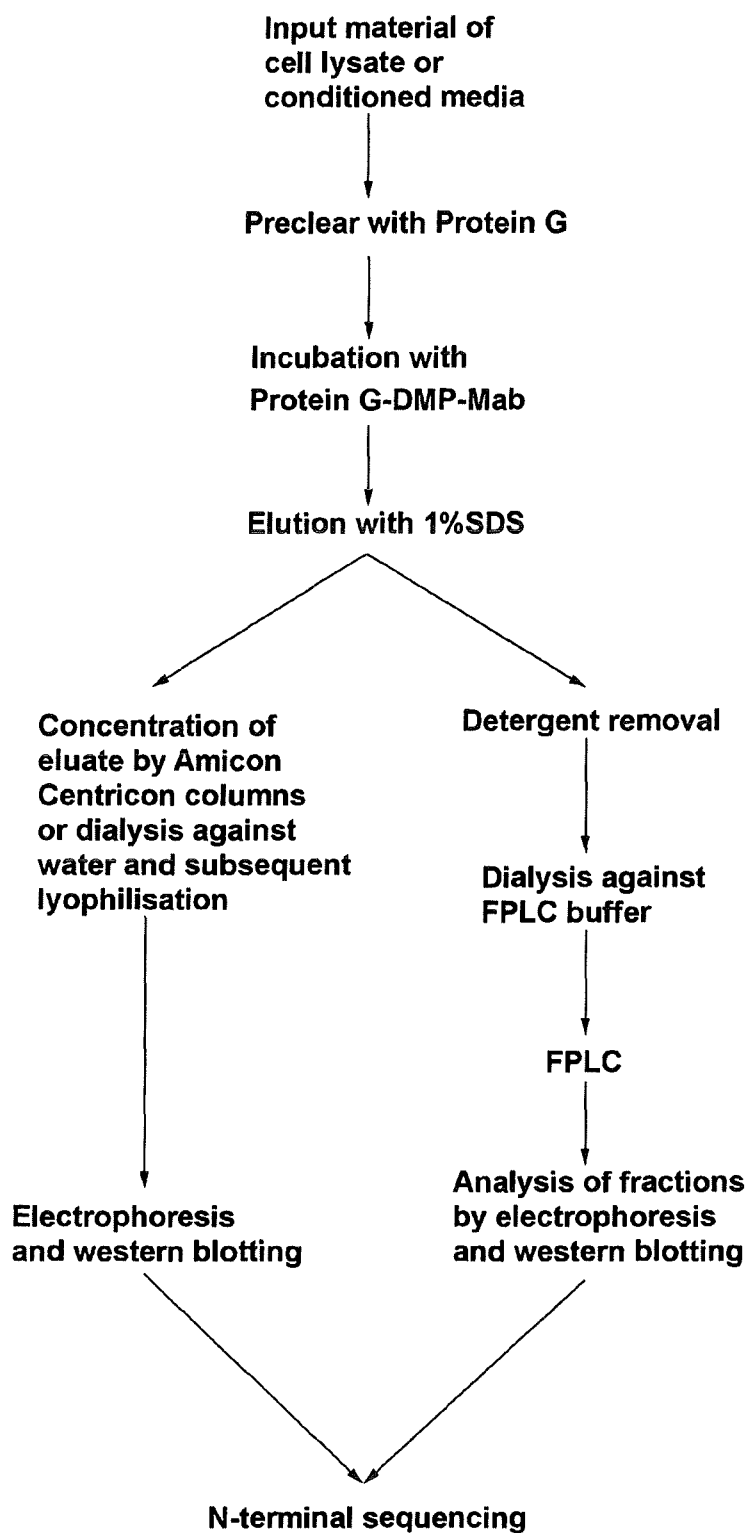 Input material of
cell lysate or
conditioned media
Preclear with Protein G
Incubation with
Protein G-DMP-Mab
Elution with 1%SDS
Concentration of
eluate by Amicon
Centricon columns
or dialysis against
water and subsequent
lyophilisation
Electrophoresis
and western blotting
Detergent removal
Dialysis against
FPLC buffer
FPLC
Analysis of fractions
by electrophoresis
and western blotting
N-terminal sequencing